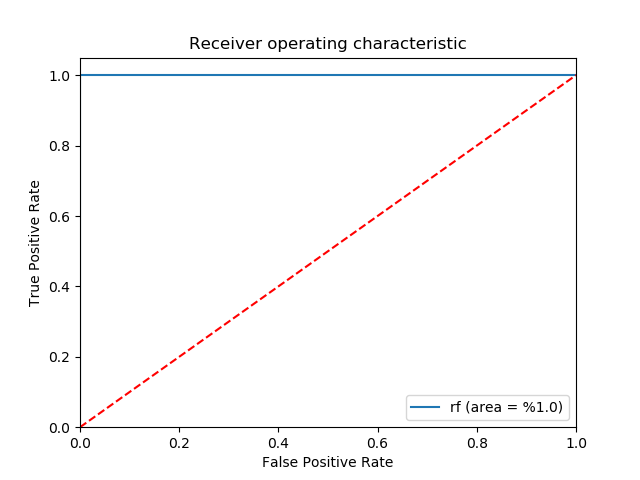 Receiver operating characteristic
True Positive Rate
1.0
0.8
0.6
0.4
0.2
0.0
rf (area = %1.0)
0.0 0.2 0.4 0.6 0.8 1.0
False Positive Rate